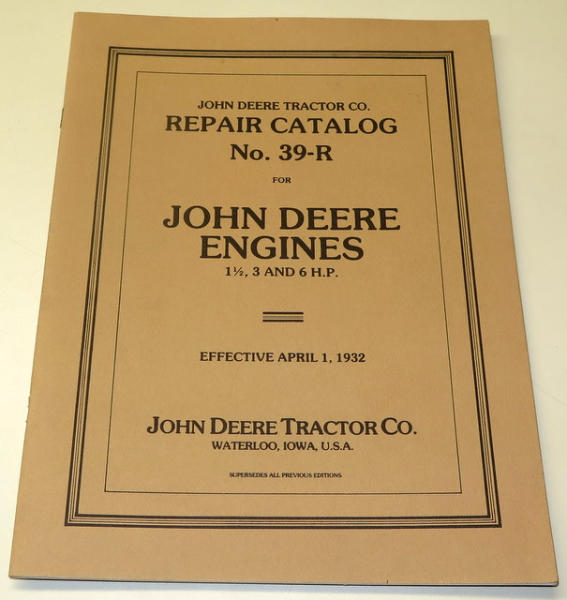 JOHN DEERE TRACTOR CO.
REPAIR CATALOG
No. 39-R
FOR
JOHN DEERE
ENGINES
1½, 3 AND 6 H.P.
EFFECTIVE APRIL 1, 1932
JOHN DEERE TRACTOR CO.
WATERLOO, IOWA, U.S.A.
SUPERSEDES ALL PREVIOUS EDITIONS